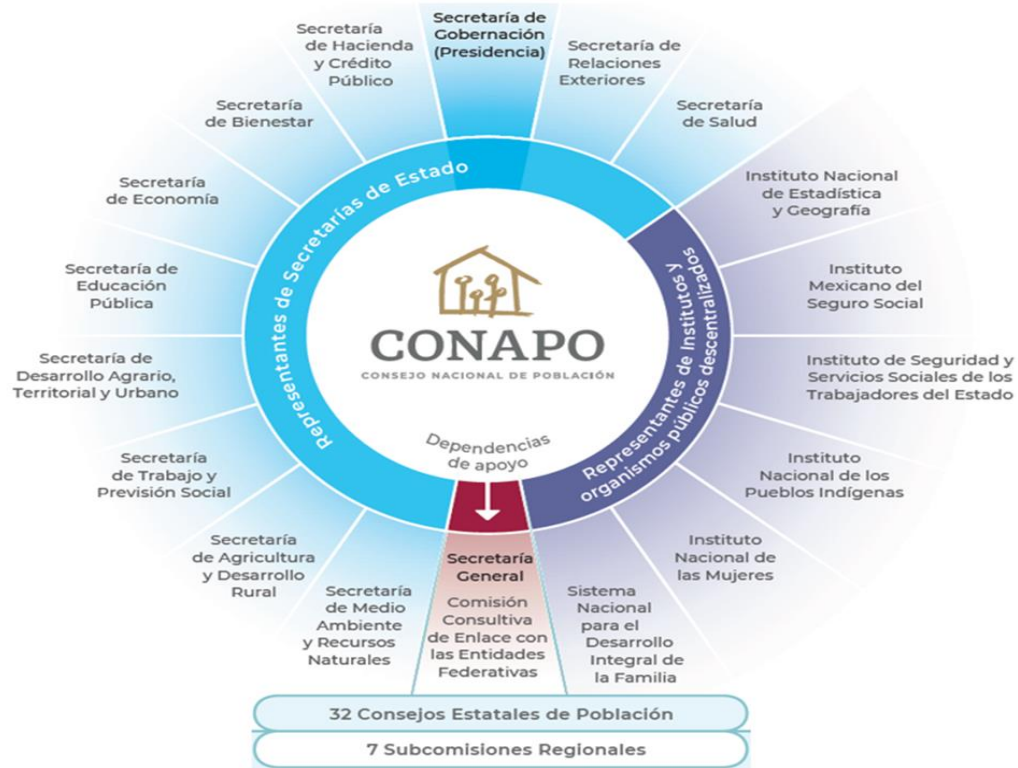 Secretaría de
Gobernación
(Presidencia)
Secretaría de
Relaciones
Exteriores
Secretaría
de Salud
Instituto Nacional
de Estadística
y Geografía
Instituto
Mexicano del
Seguro Social
Instituto de Seguridad y
Servicios Sociales de los
Trabajadores del Estado
Instituto
Nacional de los
Pueblos Indígenas
Instituto
Nacional de
las Mujeres
Sistema
Nacional
para el
Desarrollo
Integral de
la Familia
Secretaría
General
Comisión
Consultiva
de Enlace con
las Entidades
Federativas
Secretaría
de Medio
Ambiente
y Recursos
Naturales
Secretaría
de Agricultura
y Desarrollo
Rural
Secretaría
de Trabajo y
Previsión Social
Secretaría de
Desarrollo Agrario,
Territorial y Urbano
Secretaría de
Educación
Pública
Secretaría
de Economía
Secretaría
de Bienestar
Secretaría
de Hacienda
y Crédito
Público
Representantes de Secretarías de Estado
Representantes de Institutos y
organismos públicos descentralizados
CONAPO
CONSEJO NACIONAL DE POBLACIÓN
Dependencias
de apoyo
32 Consejos Estatales de Población
7 Subcomisiones Regionales